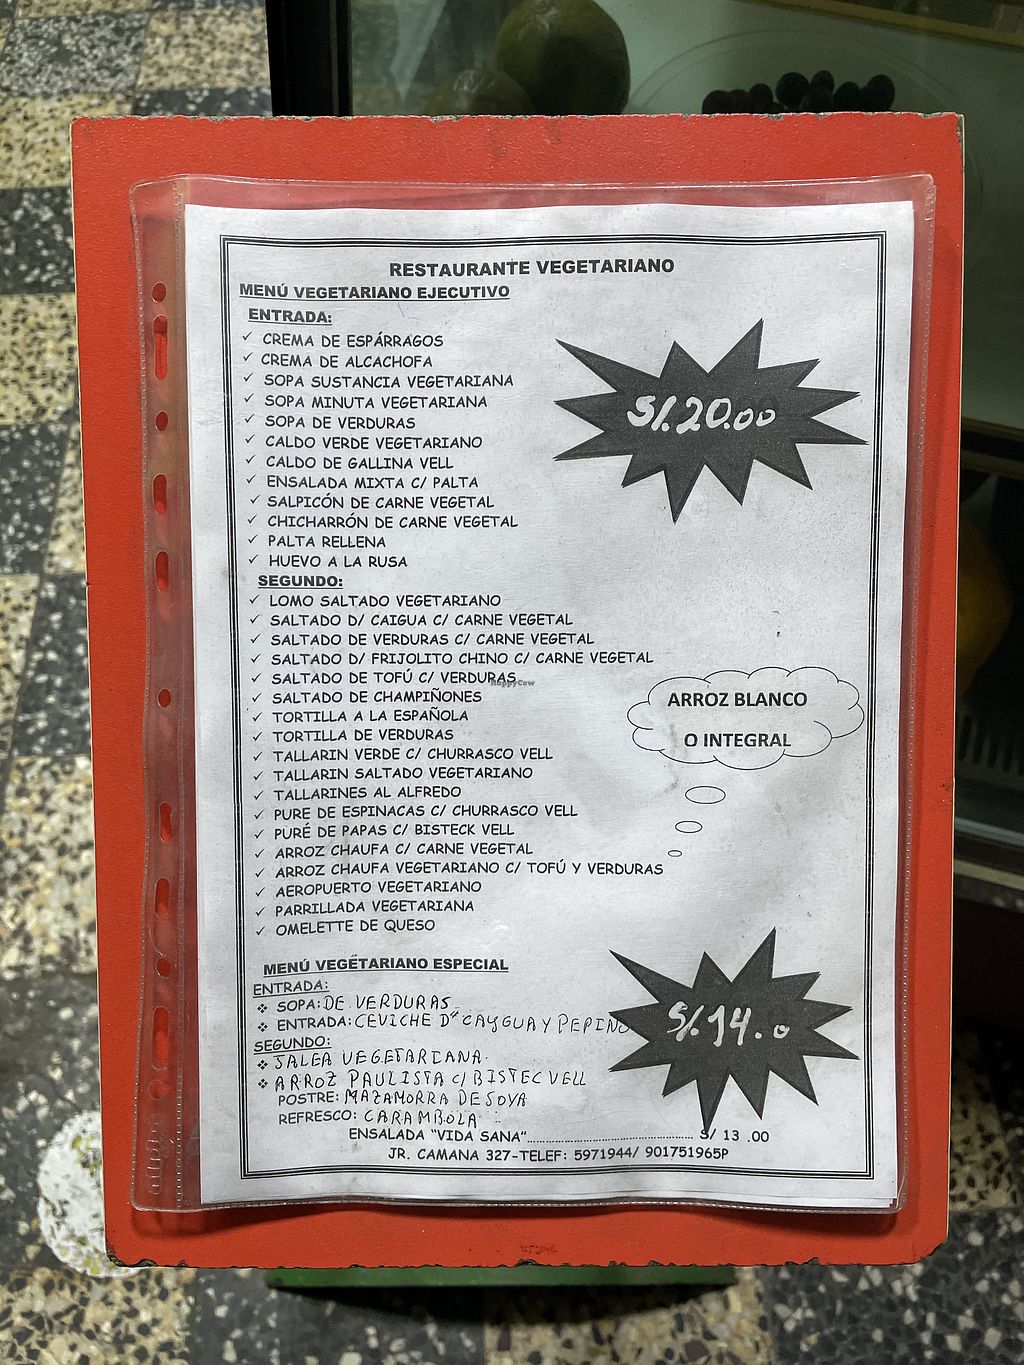 RESTAURANTE VEGETARIANO
MENÚ VEGETARIANO EJECUTIVO
ENTRADA:
✓ CREMA DE ESPÁRRAGOS
✓ CREMA DE ALCACHOFA
✓ SOPA SUSTANCIA VEGETARIANA
✓ SOPA MINUTA VEGETARIANA
✓ SOPA DE VERDURAS
✓ CALDO VERDE VEGETARIANO
✓ CALDO DE GALLINA VELL
✓ ENSALADA MIXTA C/ PALTA
✓ SALPICÓN DE CARNE VEGETAL
✓ CHICHARRÓN DE CARNE VEGETAL
✓ PALTA RELLENA
✓ HUEVO A LA RUSA
S/. 20.00
SEGUNDO:
✓ LOMO SALTADO VEGETARIANO
✓ SALTADO D/ CAIGUA C/ CARNE VEGETAL
✓ SALTADO DE VERDURAS C/ CARNE VEGETAL
✓ SALTADO D/ FRIJOLITO CHINO C/ CARNE VEGETAL
✓ SALTADO DE TOFÚ C/ VERDURAS
HappyCow
✓ SALTADO DE CHAMPIÑONES
✓ TORTILLA A LA ESPAÑOLA
✓ TORTILLA DE VERDURAS
✓ TALLARIN VERDE C/ CHURRASCO VELL
✓ TALLARIN SALTADO VEGETARIANO
✓ TALLARINES AL ALFREDO
✓ PURE DE ESPINACAS C/ CHURRASCO VELL
✓ PURÉ DE PAPAS C/ BISTECK VELL
✓ ARROZ CHAUFA C/ CARNE VEGETAL
✓ ARROZ CHAUFA VEGETARIANO C/ TOFÚ Y VERDURAS
✓ AEROPUERTO VEGETARIANO
✓ PARRILLADA VEGETARIANA
✓ OMELETTE DE QUESO
ARROZ BLANCO
O INTEGRAL
MENÚ VEGETARIANO ESPECIAL
ENTRADA:
❖ SOPA: DE VERDURAS
❖ ENTRADA: CEVICHE D" CAYGUA Y PEPINO
SEGUNDO:
❖ JALEA VEGETARIANA
❖ ARROZ PAULISTA C/ BISTEC VELL
POSTRE: MAZAMORRA DE SOYA
REFRESCO: CARAMBOLA
S/. 14.0
ENSALADA "VIDA SANA"........................................ S/ 13 .00
JR. CAMANA 327-TELEF: 5971944/ 901751965P